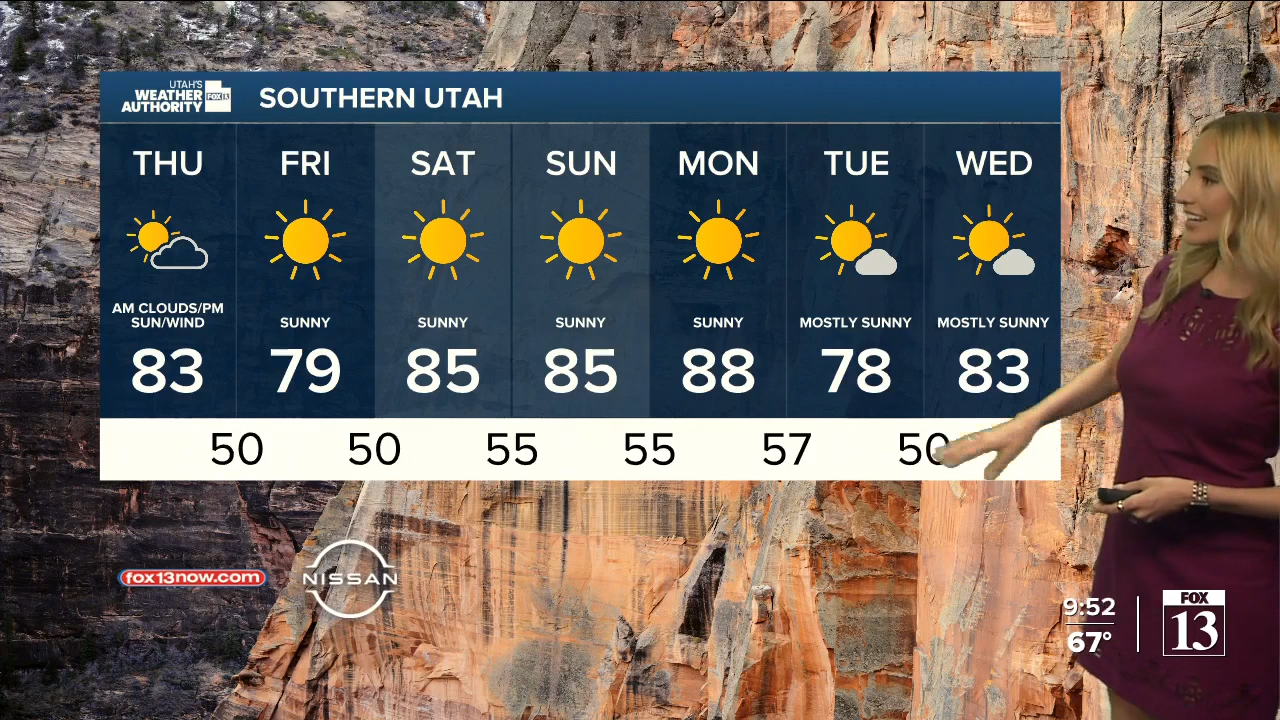 UTAH'S
WEATHER
AUTHORITY
FOX 13
SOUTHERN UTAH
THU FRI SAT SUN MON TUE WED
AM CLOUDS/PM
SUN/WIND SUNNY SUNNY SUNNY SUNNY MOSTLY SUNNY MOSTLY SUNNY
83 79 85 85 88 78 83
50 50 55 55 57 50
fox13now.com
NISSAN
9:52
67°
FOX
13